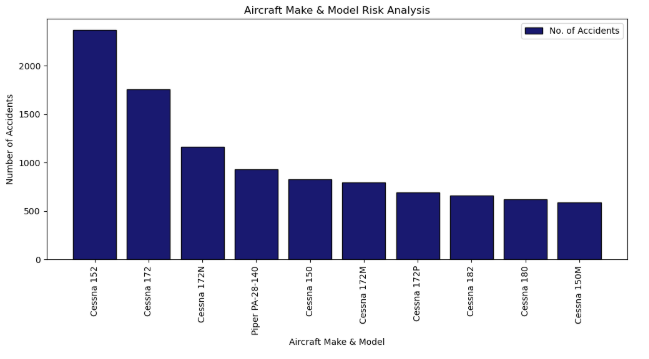 Aircraft Make & Model Risk Analysis
No. of Accidents
Number of Accidents
2000
1500
1000
500
0
Cessna 152
Cessna 172
Cessna 172N
Piper PA-28-140
Cessna 150
Cessna 172M
Cessna 172P
Cessna 182
Cessna 180
Cessna 150M
Aircraft Make & Model